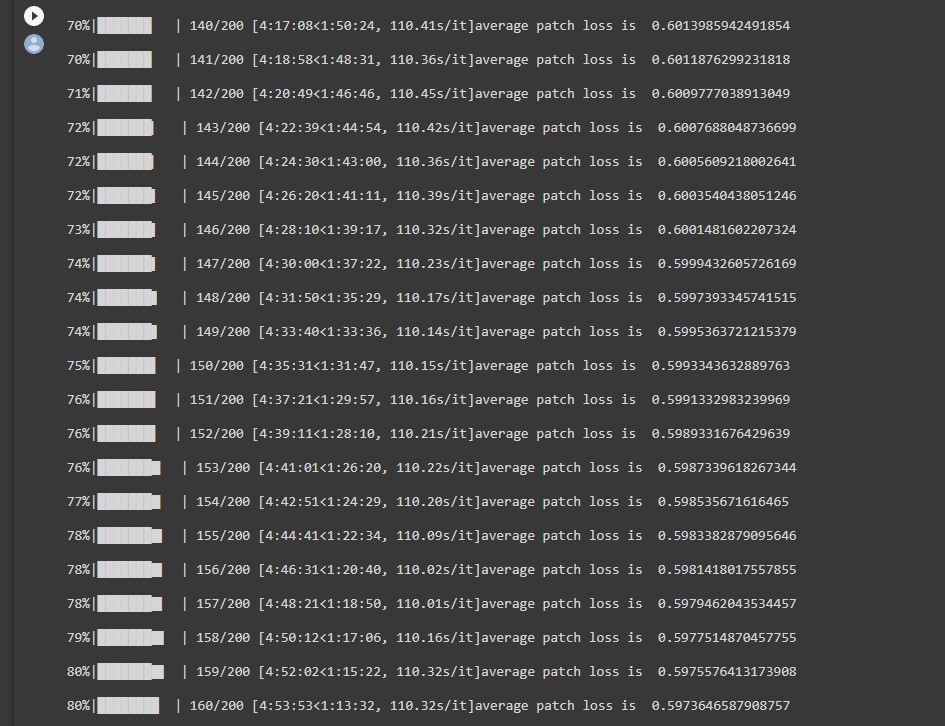 70%|███████   | 140/200 [4:17:08<1:50:24, 110.41s/it]average patch loss is  0.6013985942491854
70%|███████   | 141/200 [4:18:58<1:48:31, 110.36s/it]average patch loss is  0.6011876299231818
71%|███████   | 142/200 [4:20:49<1:46:46, 110.45s/it]average patch loss is  0.6009777038913049
72%|███████▏  | 143/200 [4:22:39<1:44:54, 110.42s/it]average patch loss is  0.6007688048736699
72%|███████▏  | 144/200 [4:24:30<1:43:00, 110.36s/it]average patch loss is  0.6005609218002641
72%|███████▎  | 145/200 [4:26:20<1:41:11, 110.39s/it]average patch loss is  0.6003540438051246
73%|███████▎  | 146/200 [4:28:10<1:39:17, 110.32s/it]average patch loss is  0.6001481602207324
74%|███████▎  | 147/200 [4:30:00<1:37:22, 110.23s/it]average patch loss is  0.5999432605726169
74%|███████▍  | 148/200 [4:31:50<1:35:29, 110.17s/it]average patch loss is  0.5997393345741515
74%|███████▍  | 149/200 [4:33:40<1:33:36, 110.14s/it]average patch loss is  0.5995363721215379
75%|███████▌  | 150/200 [4:35:31<1:31:47, 110.15s/it]average patch loss is  0.5993343632889763
76%|███████▌  | 151/200 [4:37:21<1:29:57, 110.16s/it]average patch loss is  0.5991332983239969
76%|███████▌  | 152/200 [4:39:11<1:28:10, 110.21s/it]average patch loss is  0.5989331676429639
76%|███████▋  | 153/200 [4:41:01<1:26:20, 110.22s/it]average patch loss is  0.5987339618267344
77%|███████▋  | 154/200 [4:42:51<1:24:29, 110.20s/it]average patch loss is  0.598535671616465
78%|███████▊  | 155/200 [4:44:41<1:22:34, 110.09s/it]average patch loss is  0.5983382879095646
78%|███████▊  | 156/200 [4:46:31<1:20:40, 110.02s/it]average patch loss is  0.5981418017557855
78%|███████▊  | 157/200 [4:48:21<1:18:50, 110.01s/it]average patch loss is  0.5979462043534457
79%|███████▉  | 158/200 [4:50:12<1:17:06, 110.16s/it]average patch loss is  0.5977514870457755
80%|███████▉  | 159/200 [4:52:02<1:15:22, 110.32s/it]average patch loss is  0.5975576413173908
80%|████████  | 160/200 [4:53:53<1:13:32, 110.32s/it]average patch loss is  0.5973646587908757